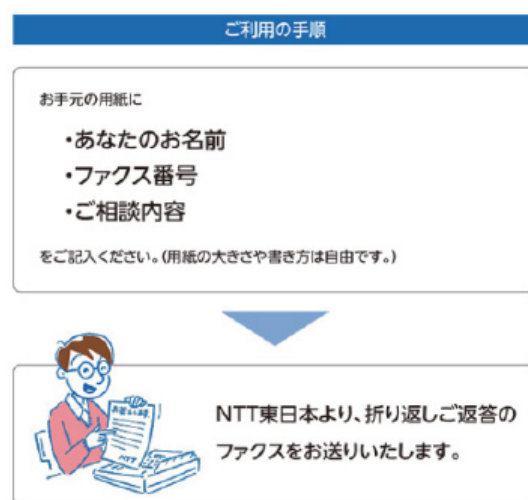 ご利用の手順
お手元の用紙に
・あなたのお名前
・ファクス番号
・ご相談内容
をご記入ください。(用紙の大きさや書き方は自由です。)
NTT東日本より、折り返しご返答の
ファクスをお送りいたします。
NTT